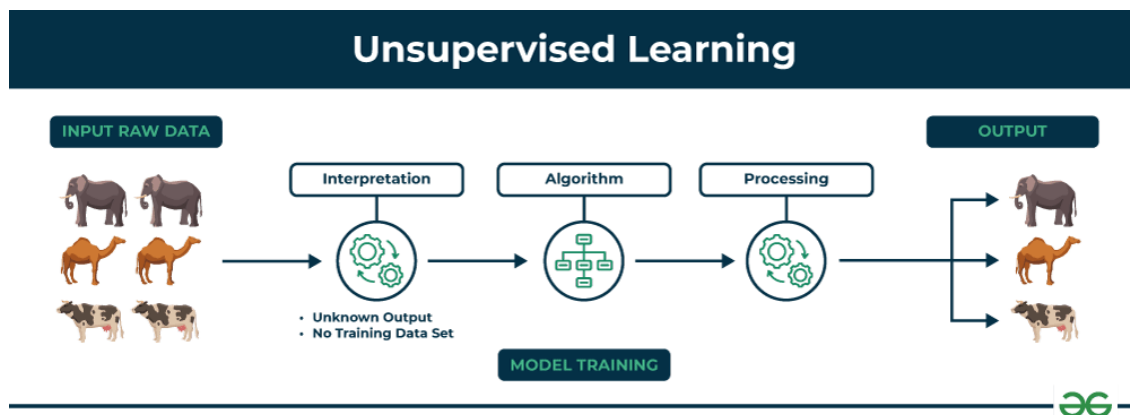 Unsupervised Learning
INPUT RAW DATA
OUTPUT
Interpretation
Algorithm
Processing
• Unknown Output
• No Training Data Set
MODEL TRAINING